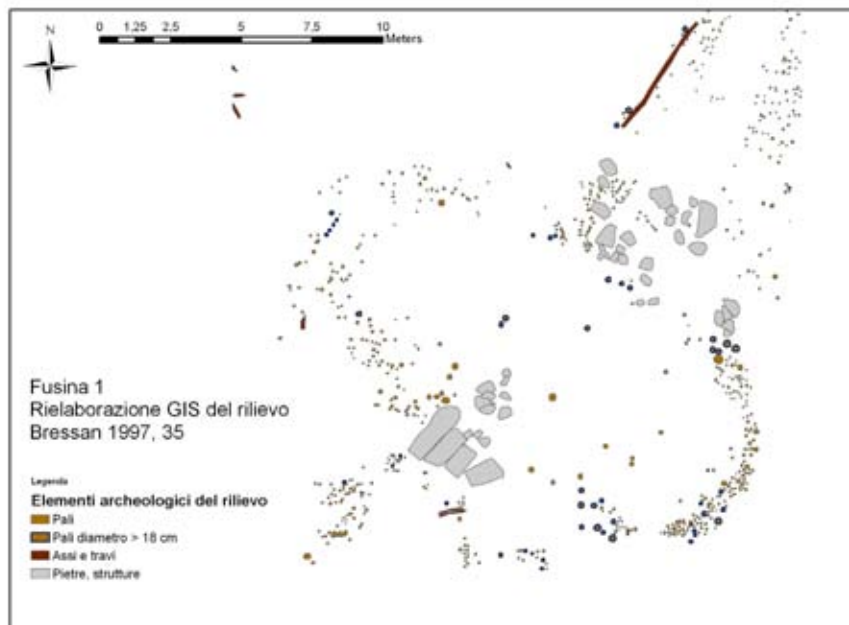 N
0 1.25 2.5 5 7.5 10
Meters
Fusina 1
Rielaborazione GIS del rilievo
Bressan 1997, 35
Legenda
Elementi archeologici del rilievo
Pali
Pali diametro > 18 cm
Assi e travi
Pietre, strutture